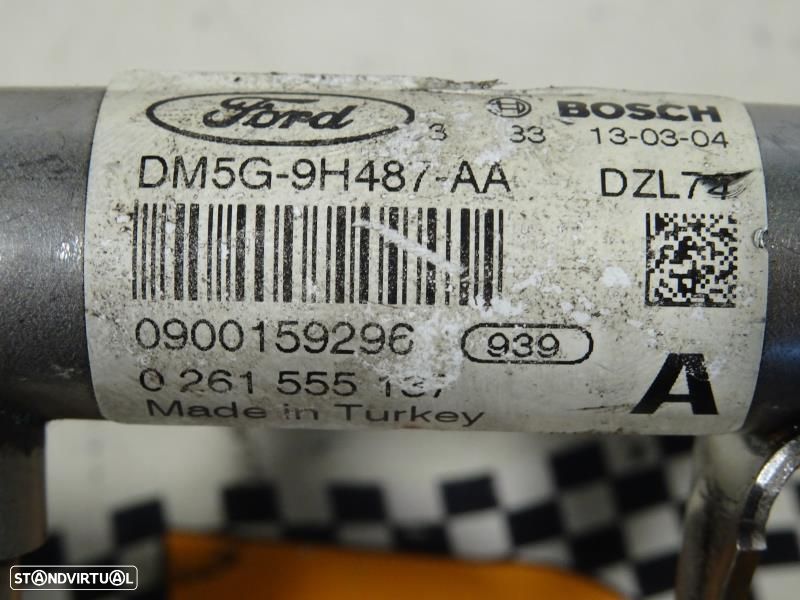 Ford BOSCH
3 33 13-03-04
DM5G-9H487-AA DZL74
0900159296 939
0 261 555 137 A
Made in Turkey
STANDVIRTUAL